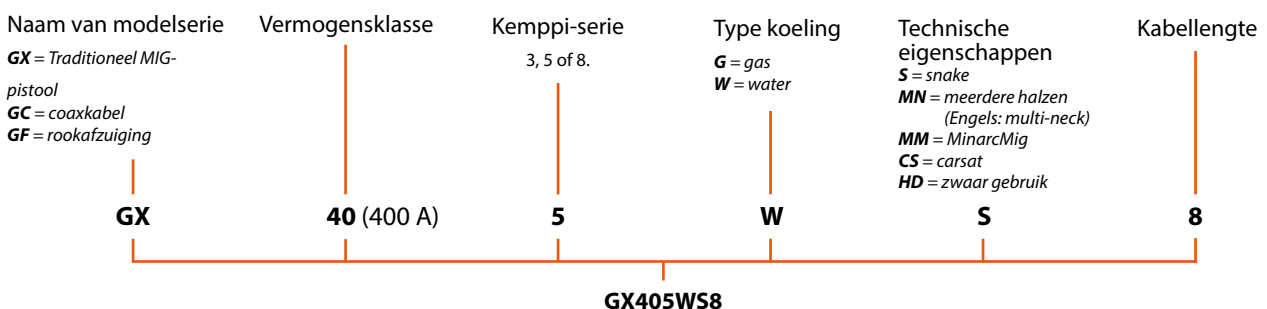 Naam van modelserie
GX = Traditioneel MIG-
pistool
GC = coaxkabel
GF = rookafzuiging
Vermogensklasse
Kemppi-serie
3, 5 of 8.
Type koeling
G = gas
W = water
Technische
eigenschappen
S = snake
MN = meerdere halzen
(Engels: multi-neck)
MM = MinarcMig
CS = carsat
HD = zwaar gebruik
Kabellengte
GX
40 (400 A)
5
W
S
8
GX405WS8